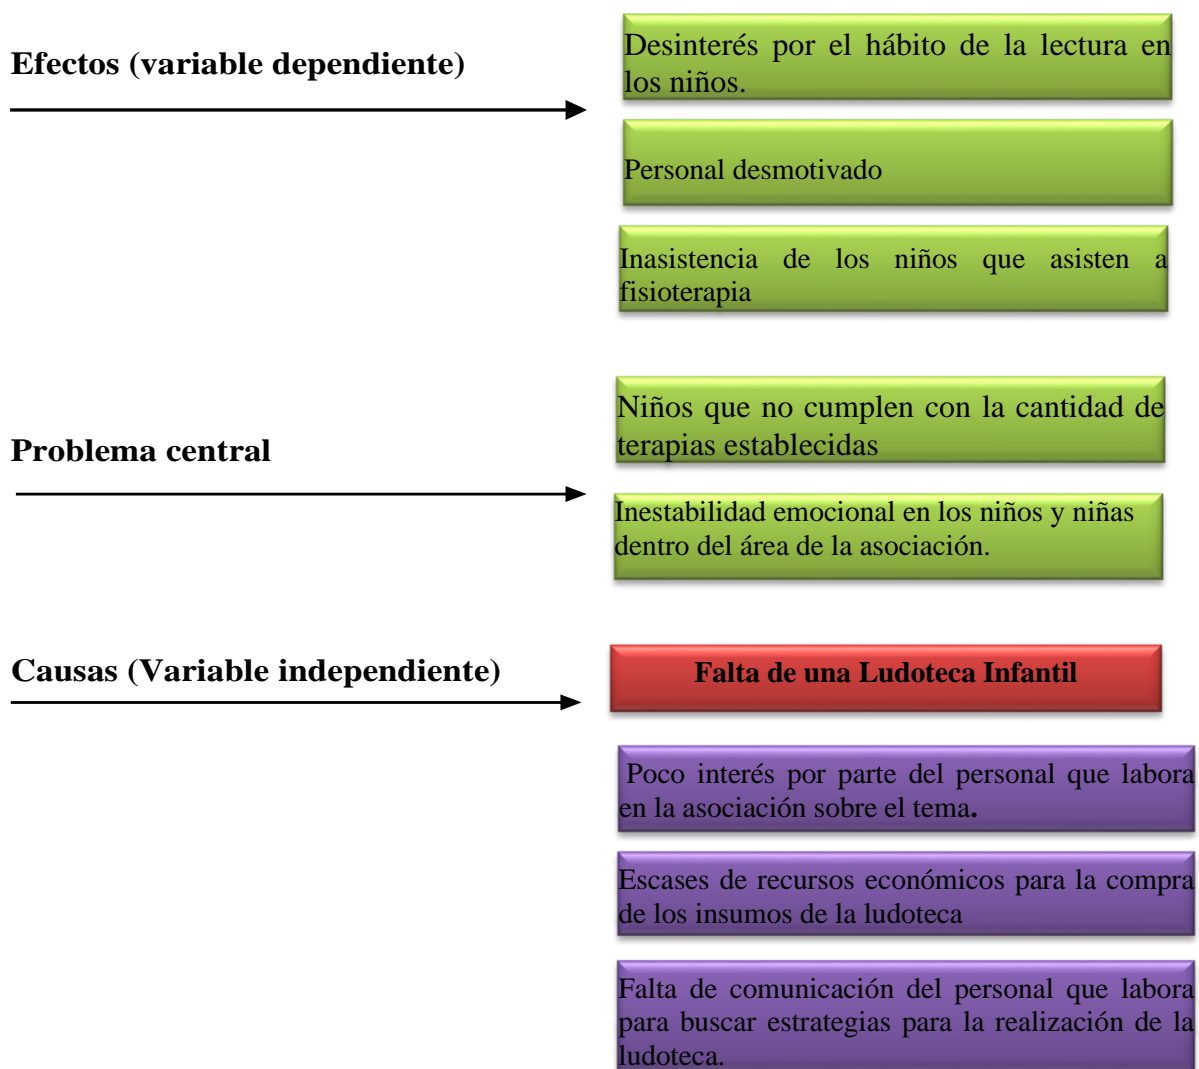 Efectos (variable dependiente)
Desinterés por el hábito de la lectura en
los niños.
Personal desmotivado
Inasistencia de los niños que asisten a
fisioterapia
Problema central
Niños que no cumplen con la cantidad de
terapias establecidas
Inestabilidad emocional en los niños y niñas
dentro del área de la asociación.
Causas (Variable independiente)
Falta de una Ludoteca Infantil
Poco interés por parte del personal que labora
en la asociación sobre el tema.
Escases de recursos económicos para la compra
de los insumos de la ludoteca
Falta de comunicación del personal que labora
para buscar estrategias para la realización de la
ludoteca.